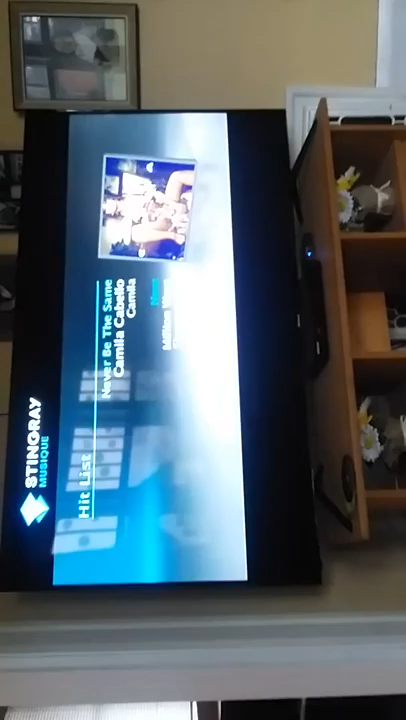 STINGRAY
MUSIQUE
Hit List
Never Be The Same
Camila Cabello
Camila